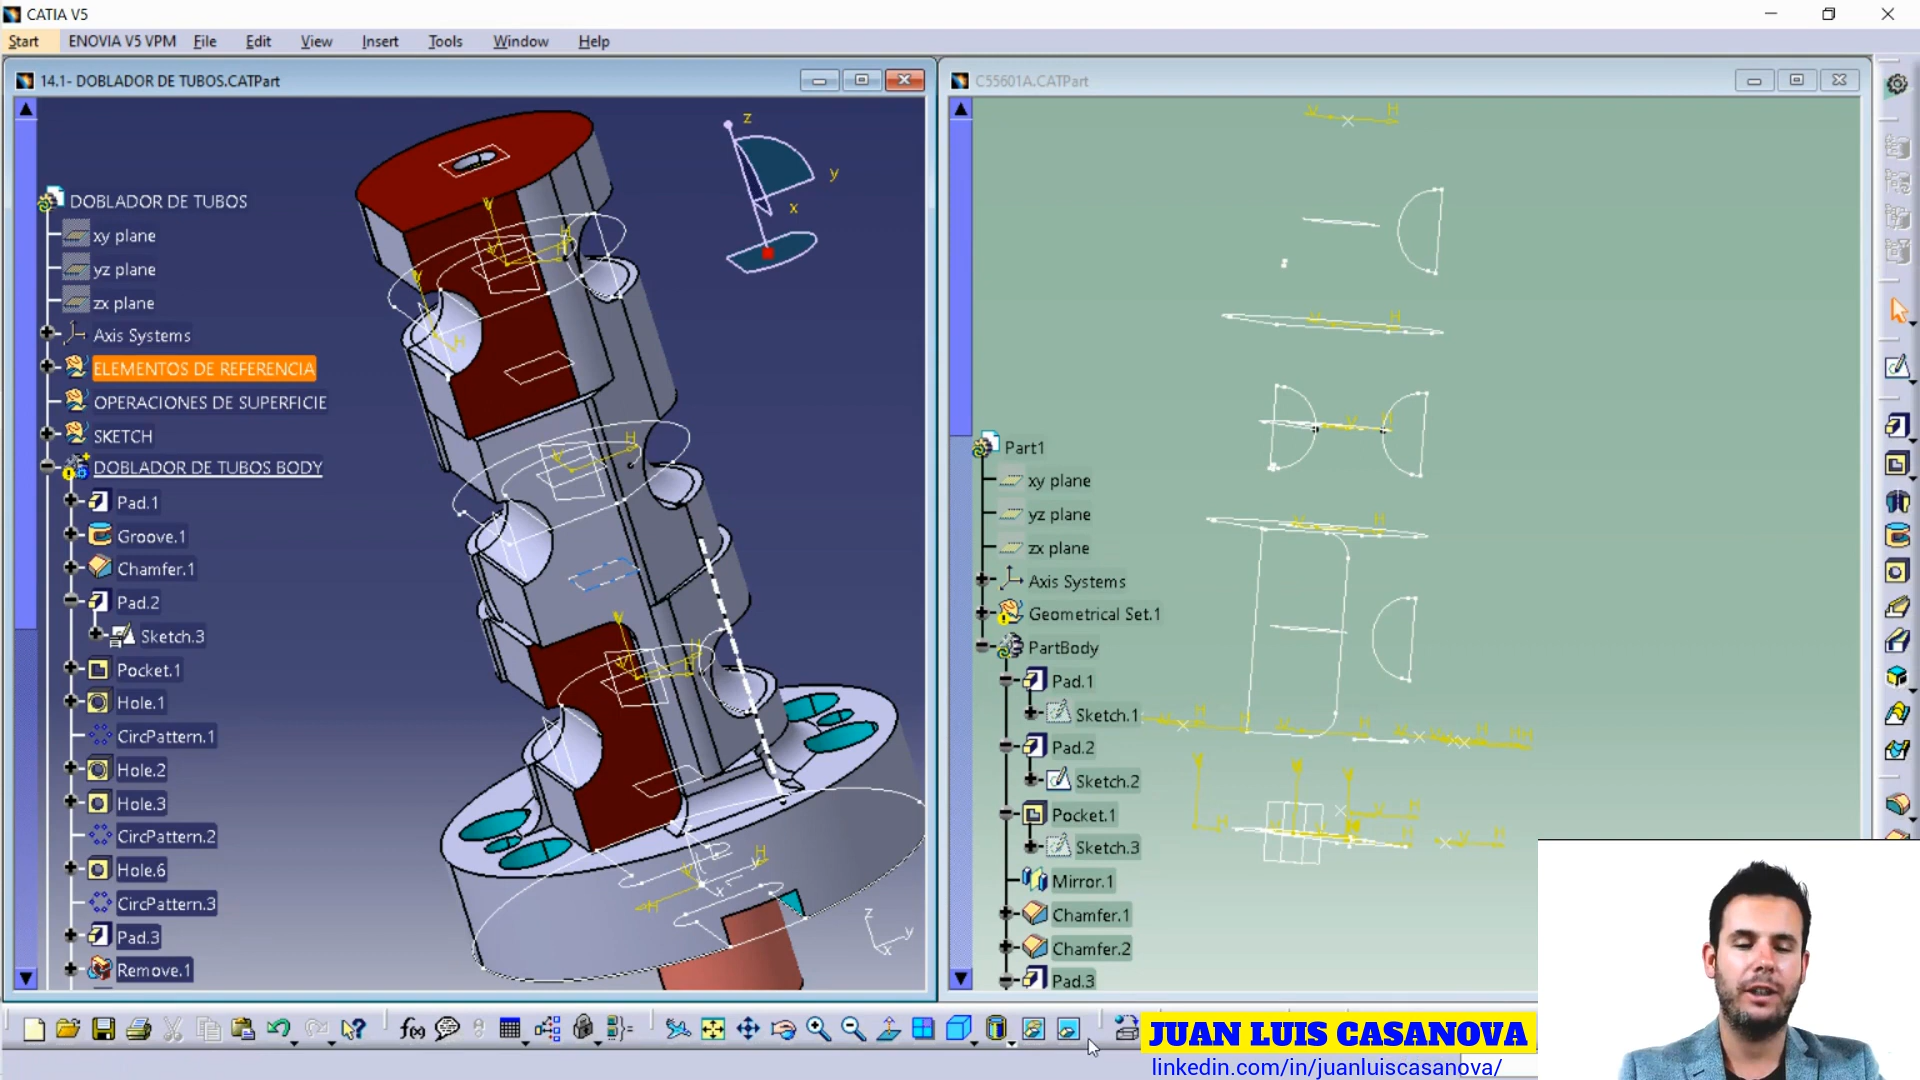 CATIA V5
Start ENOVIA V5 VPM File Edit View Insert Tools Window Help
14.1- DOBLADOR DE TUBOS.CATPart
DOBLADOR DE TUBOS
xy plane
yz plane
zx plane
Axis Systems
ELEMENTOS DE REFERENCIA
OPERACIONES DE SUPERFICIE
SKETCH
DOBLADOR DE TUBOS BODY
Pad.1
Groove.1
Chamfer.1
Pad.2
Sketch.3
Pocket.1
Hole.1
CircPattern.1
Hole.2
Hole.3
CircPattern.2
Hole.6
CircPattern.3
Pad.3
Remove.1
z
y
x
C55601A.CATPart
Part1
xy plane
yz plane
zx plane
Axis Systems
Geometrical Set.1
PartBody
Pad.1
Sketch.1
Pad.2
Sketch.2
Pocket.1
Sketch.3
Mirror.1
Chamfer.1
Chamfer.2
Pad.3
JUAN LUIS CASANOVA
linkedin.com/in/juanluiscasanova/